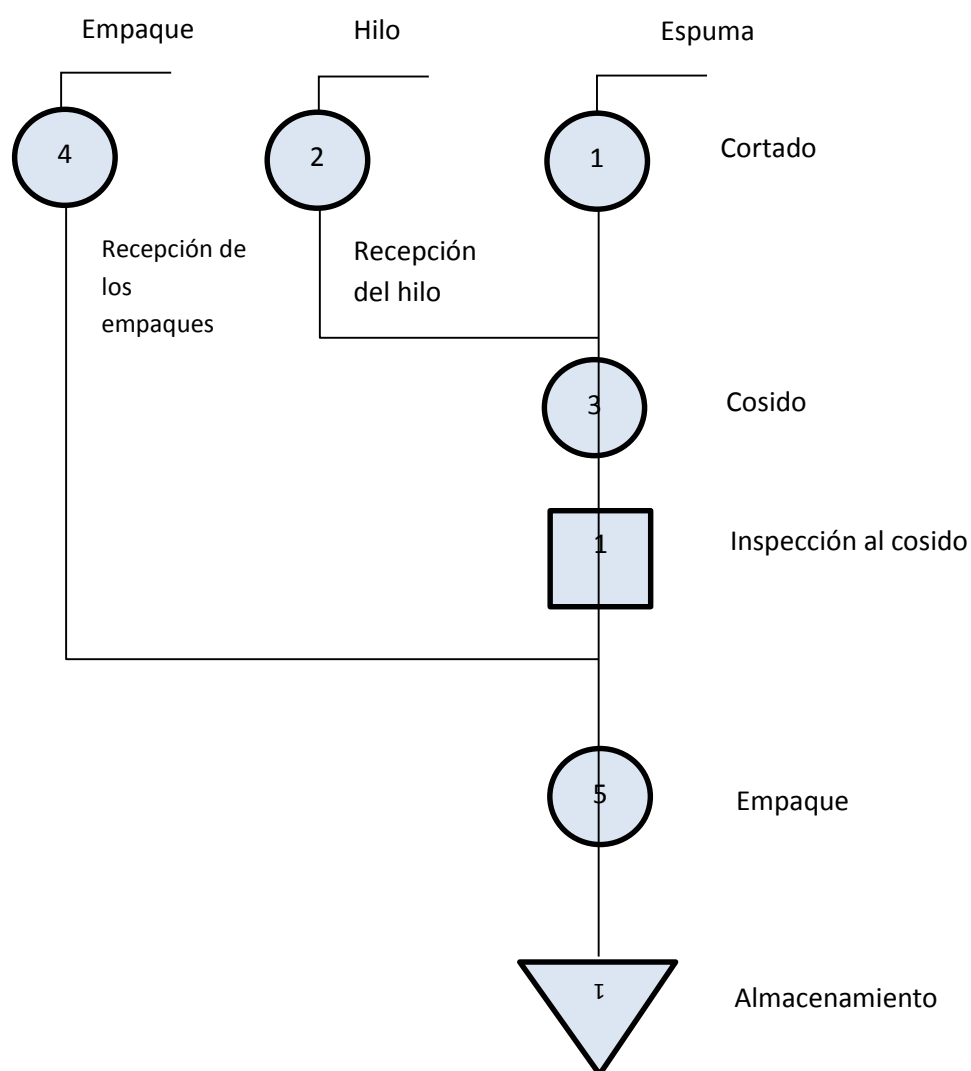 Empaque
Hilo
Espuma
4
2
1
Cortado
Recepción de
los
empaques
Recepción
del hilo
3
Cosido
1
Inspección al cosido
5
Empaque
1
Almacenamiento